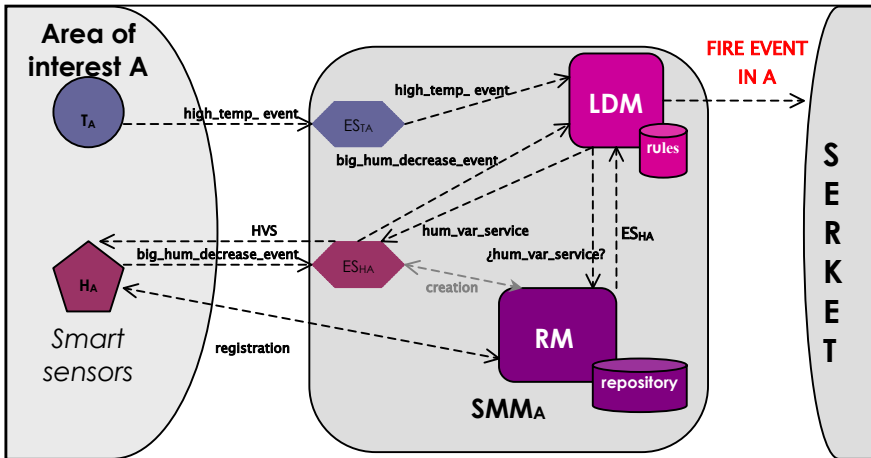 Area of
interest A
TA
high_temp_ event
ESTA
high_temp_ event
LDM
rules
FIRE EVENT
IN A
big_hum_decrease_event
HVS
hum_var_service
big_hum_decrease_event
ESHA
¿hum_var_service?
ESHA
creation
HA
Smart
sensors
registration
RM
repository
SMMA
S
E
R
K
E
T